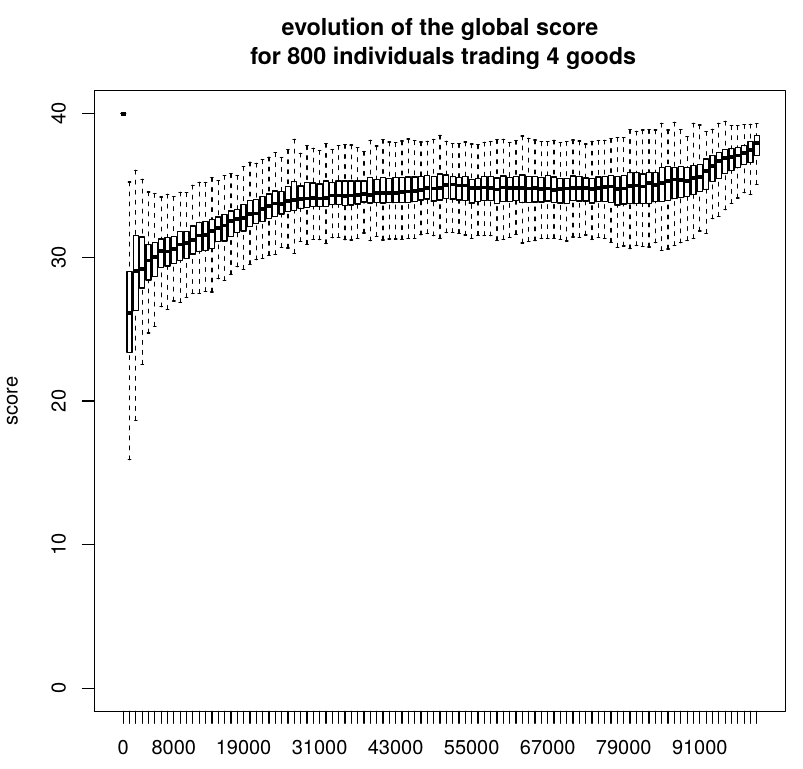 evolution of the global score
for 800 individuals trading 4 goods
score
40
30
20
10
0
0 8000 19000 31000 43000 55000 67000 79000 91000